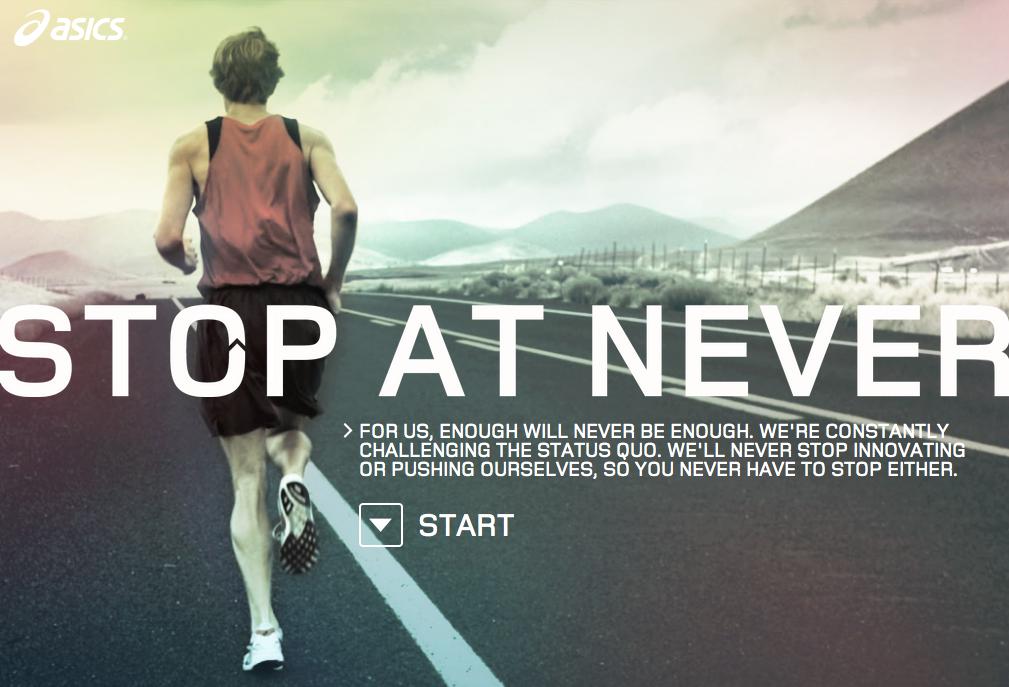 asics
STOP AT NEVER
> FOR US, ENOUGH WILL NEVER BE ENOUGH. WE'RE CONSTANTLY
CHALLENGING THE STATUS QUO. WE'LL NEVER STOP INNOVATING
OR PUSHING OURSELVES, SO YOU NEVER HAVE TO STOP EITHER.
START